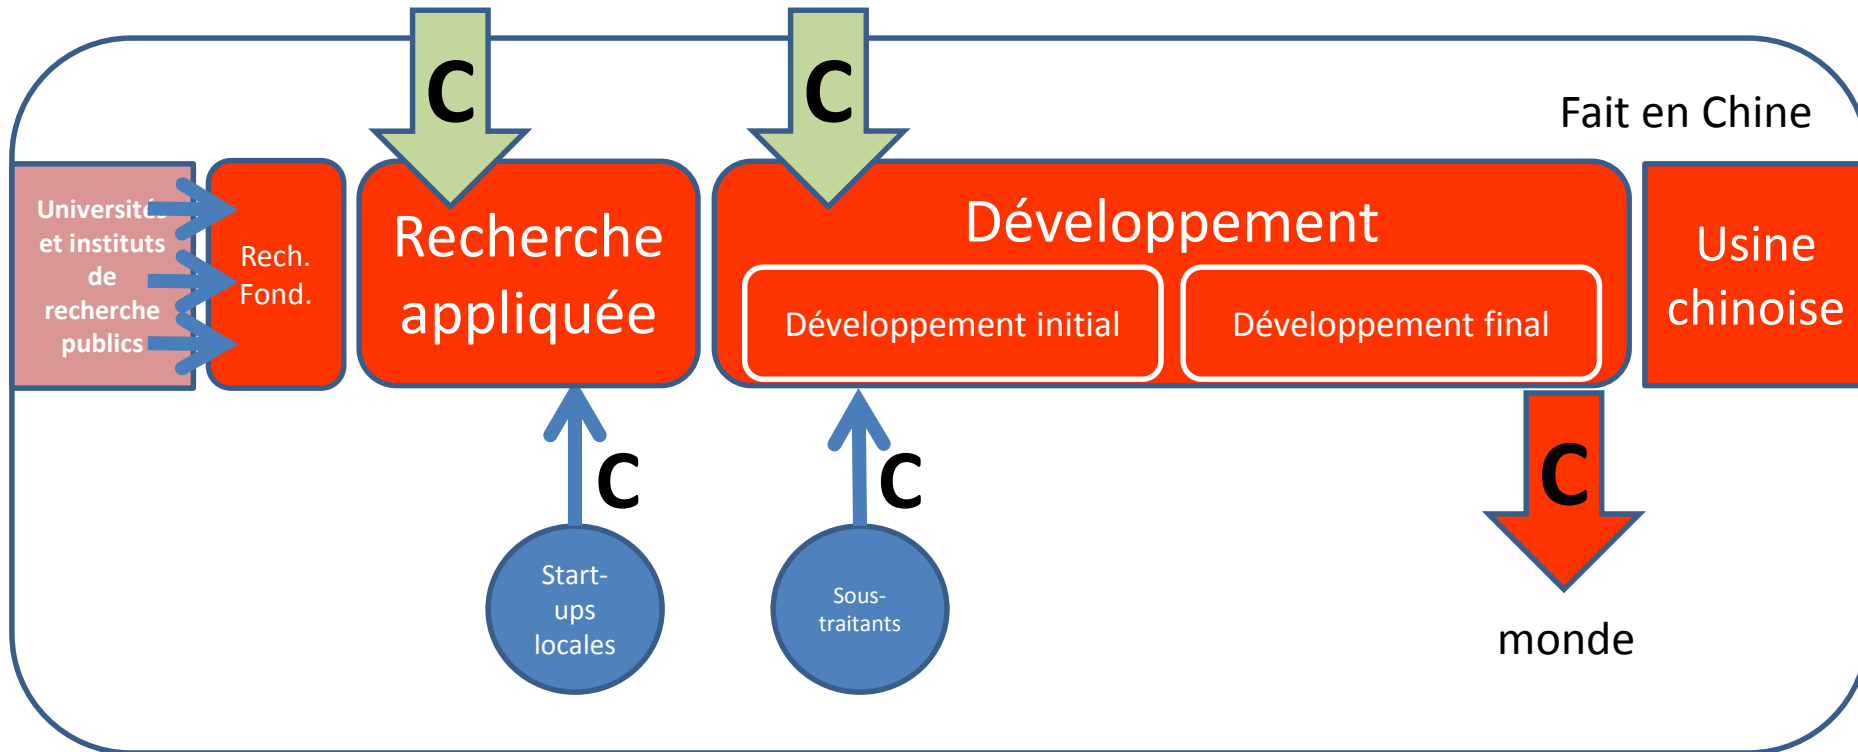 C
C
Fait en Chine
Universités
et instituts
de
recherche
publics
Rech.
Fond.
Recherche
appliquée
Développement
Développement initial
Développement final
Usine
chinoise
C
C
C
Start-
ups
locales
Sous-
traitants
monde